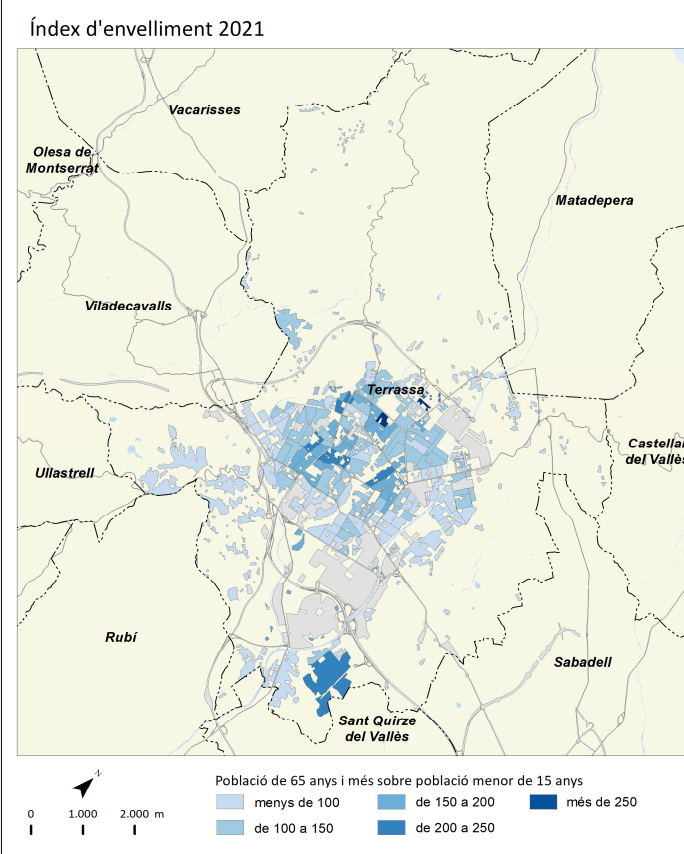 Índex d'envelliment 2021
Vacarisses
Olesa de
Montserrat
Matadepera
Viladecavalls
Terrassa
Castellar
del Vallès
Ullastrell
Rubí
Sabadell
Sant Quirze
del Vallès
N
Població de 65 anys i més sobre població menor de 15 anys
0 1.000 2.000 m
menys de 100
de 150 a 200
més de 250
de 100 a 150
de 200 a 250